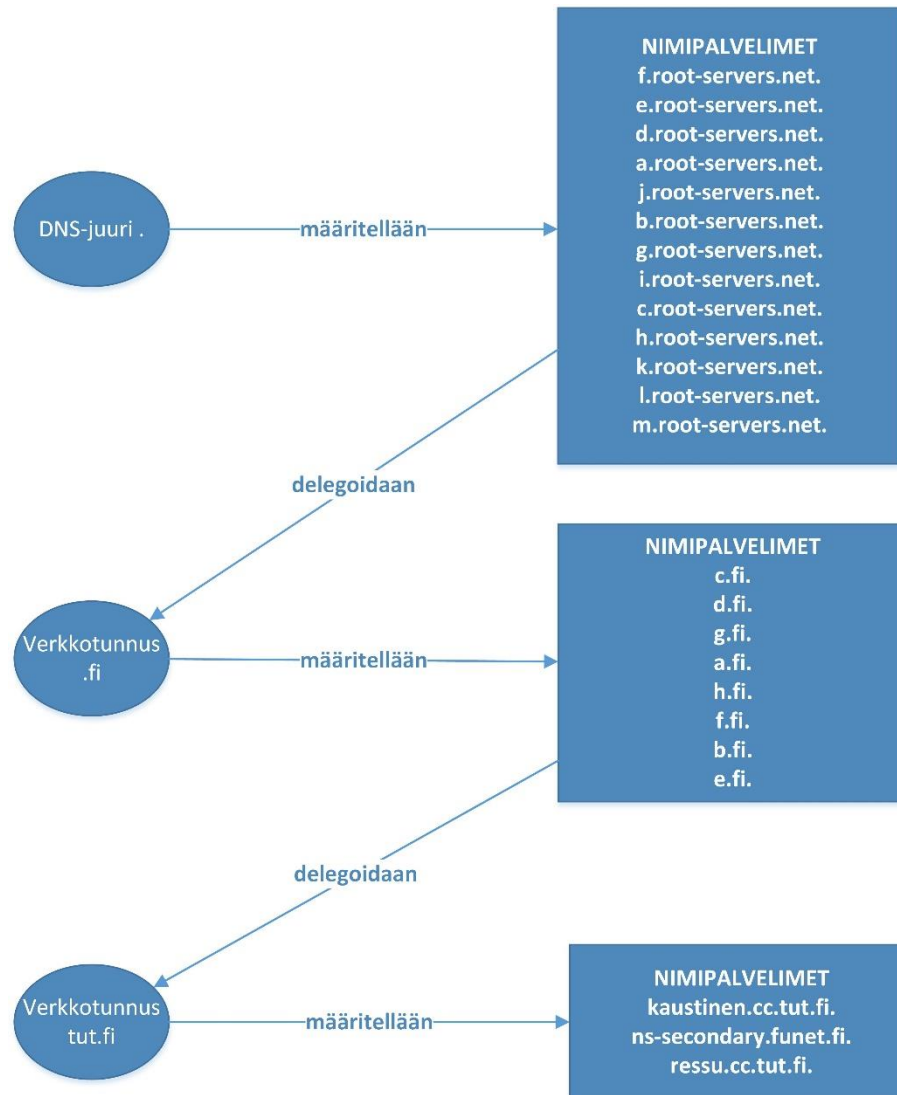 NIMIPALVELIMET
f.root-servers.net.
e.root-servers.net.
d.root-servers.net.
a.root-servers.net.
j.root-servers.net.
b.root-servers.net.
g.root-servers.net.
i.root-servers.net.
c.root-servers.net.
h.root-servers.net.
k.root-servers.net.
l.root-servers.net.
m.root-servers.net.
DNS-juuri .
määritellään
delegoidaan
NIMIPALVELIMET
c.fi.
d.fi.
g.fi.
a.fi.
h.fi.
f.fi.
b.fi.
e.fi.
Verkkotunnus
.fi
määritellään
delegoidaan
NIMIPALVELIMET
kaustinen.cc.tut.fi.
ns-secondary.funet.fi.
ressu.cc.tut.fi.
Verkkotunnus
tut.fi
määritellään